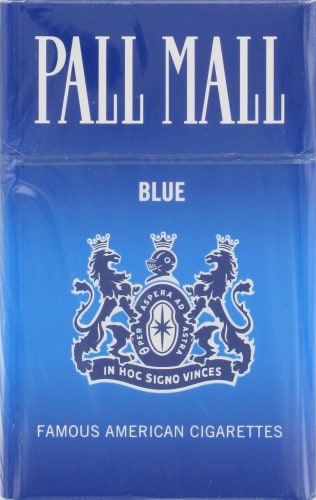 PALL MALL
BLUE
PER ASPERA AD ASTRA
IN HOC SIGNO VINCES
FAMOUS AMERICAN CIGARETTES